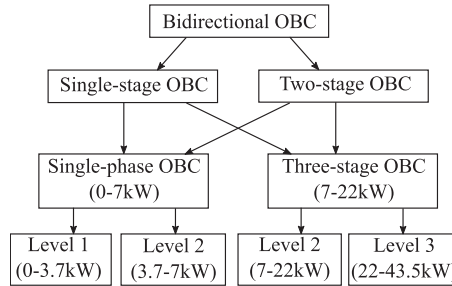 Bidirectional OBC
Single-stage OBC
Two-stage OBC
Single-phase OBC
(0-7kW)
Three-stage OBC
(7-22kW)
Level 1
(0-3.7kW)
Level 2
(3.7-7kW)
Level 2
(7-22kW)
Level 3
(22-43.5kW)